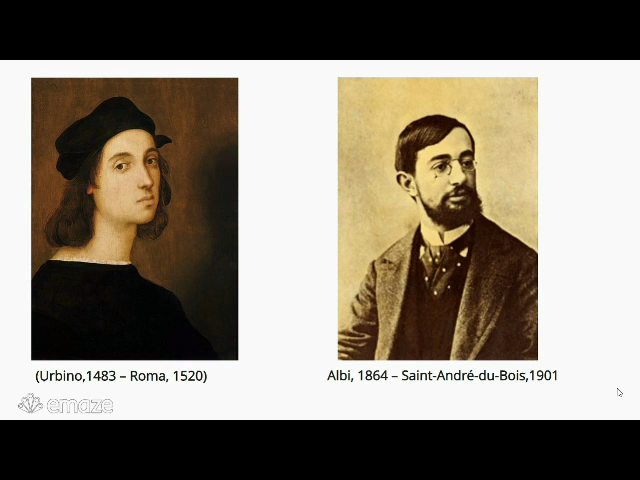 (Urbino,1483 – Roma, 1520)
Albi, 1864 – Saint-André-du-Bois,1901
emaze